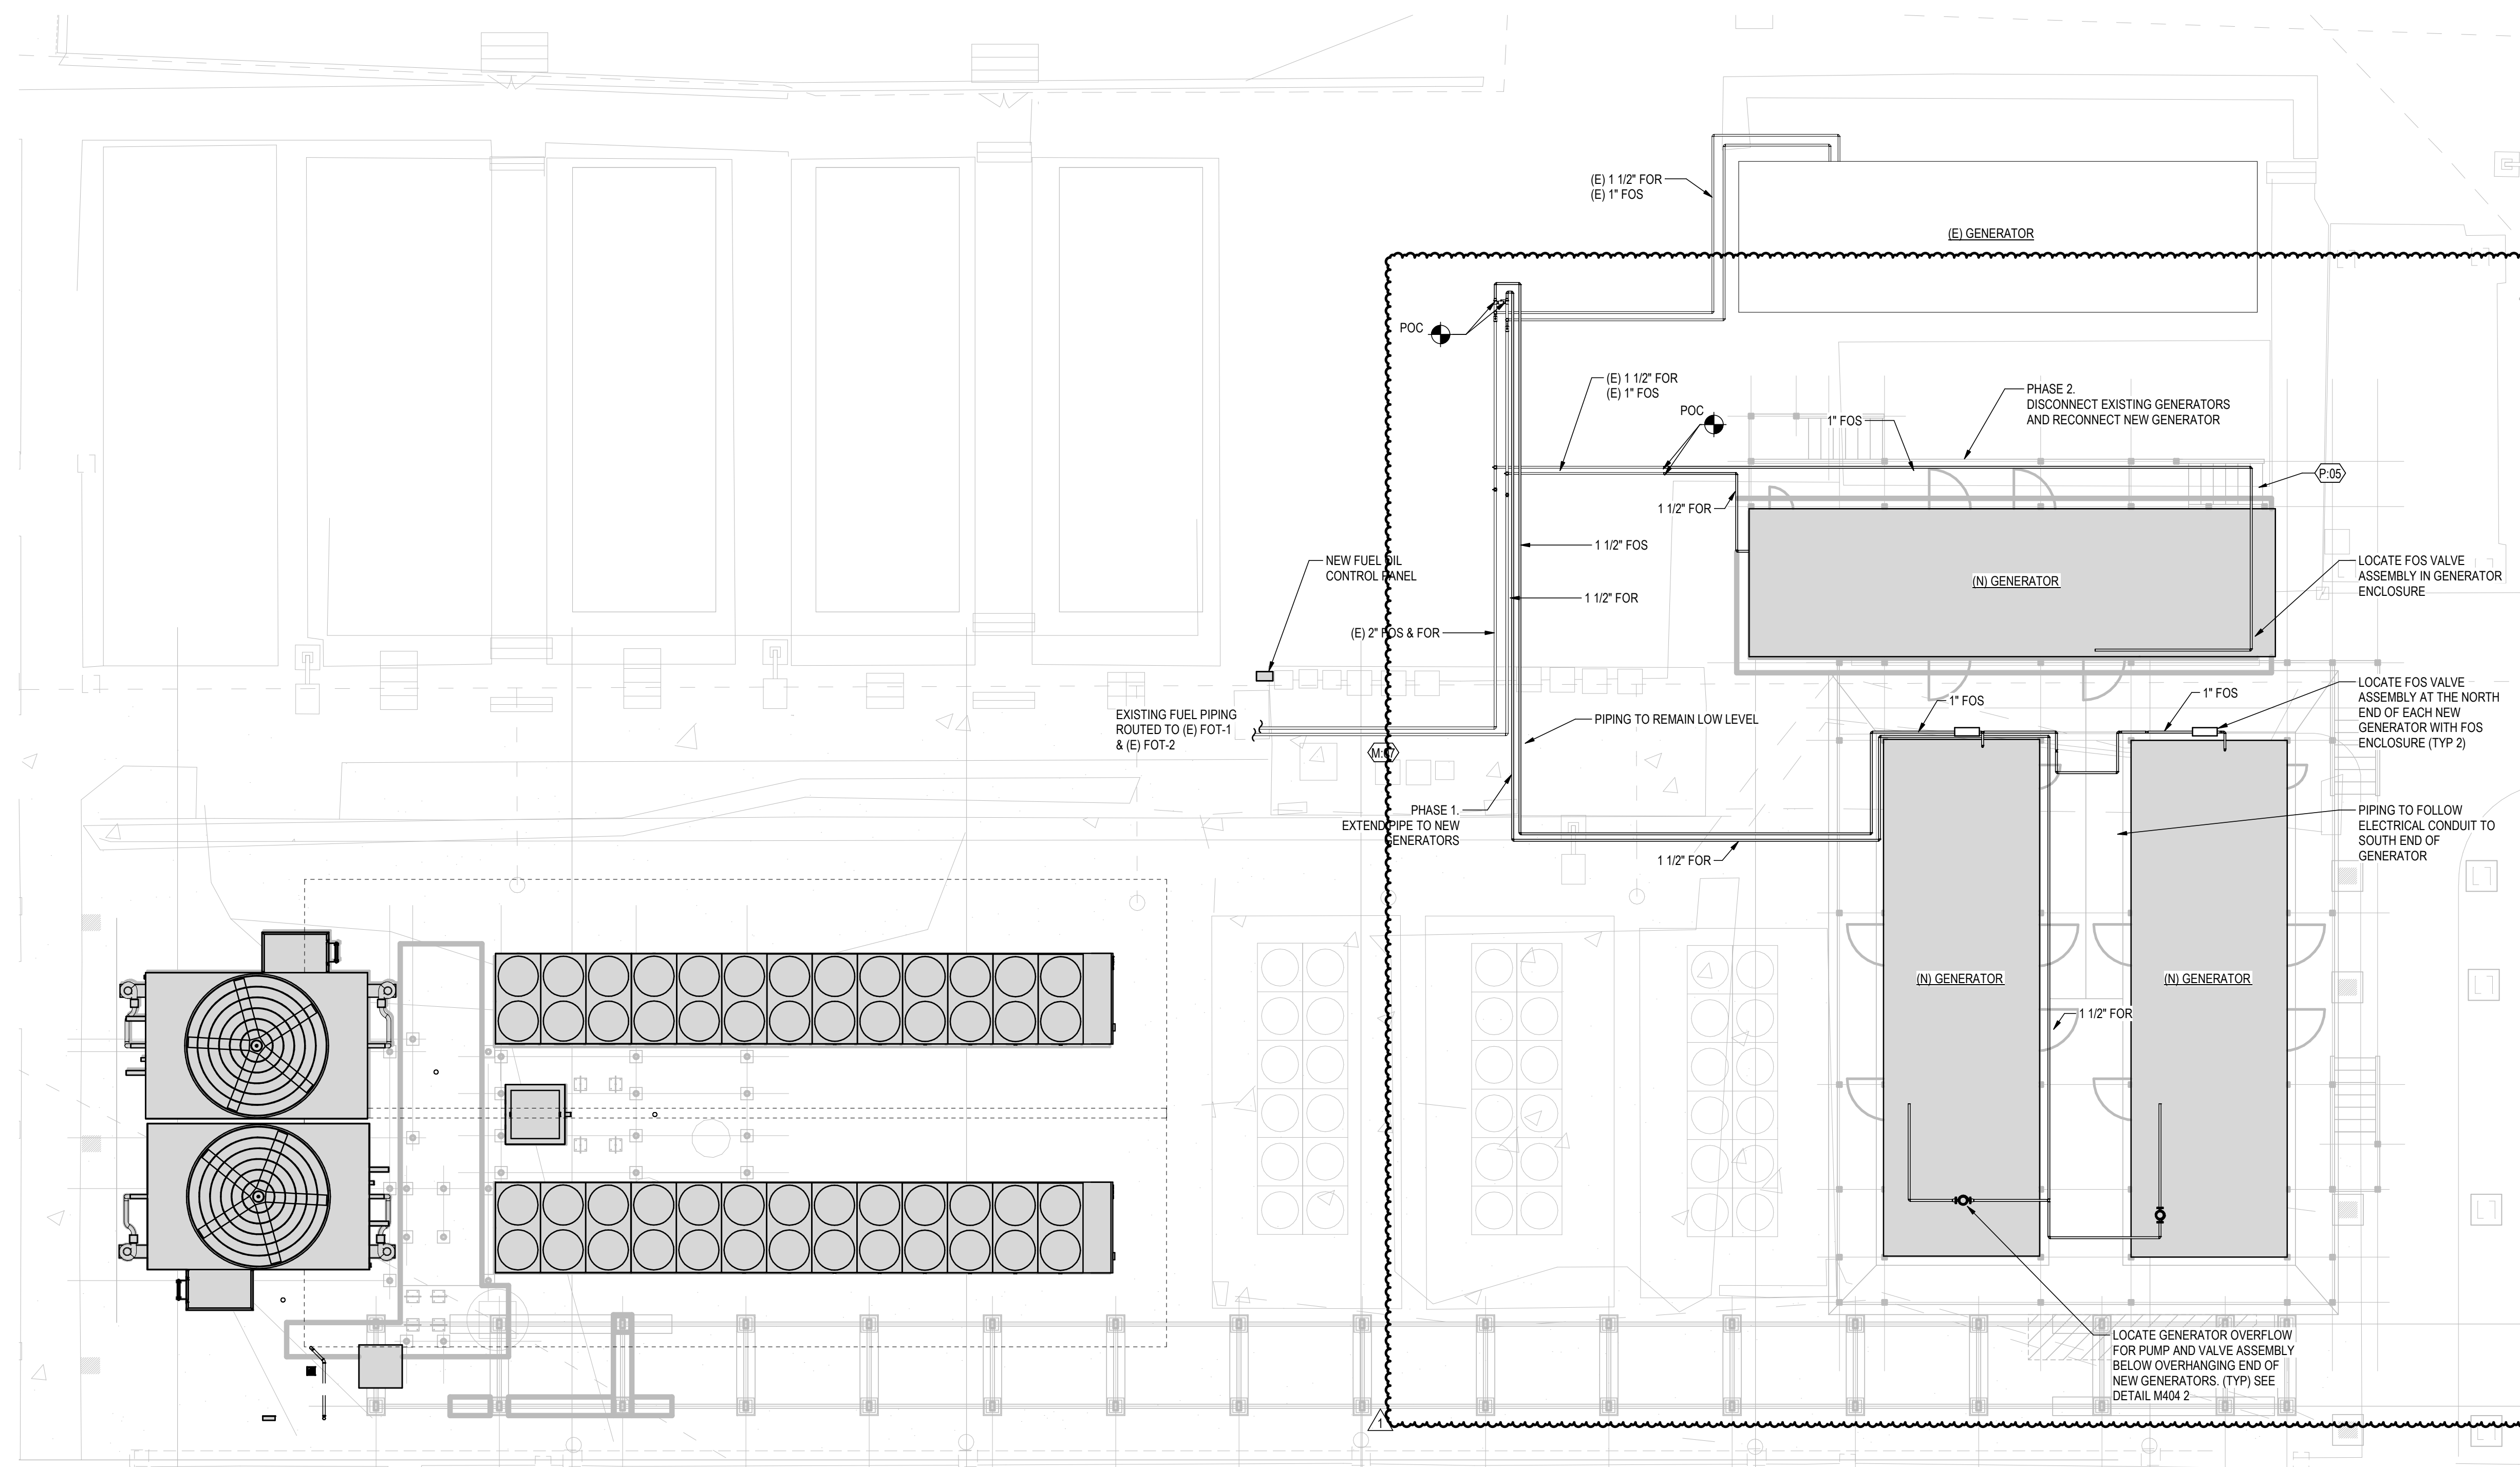 (E) 1 1/2" FOR
(E) 1" FOS
(E) GENERATOR
POC
(E) 1 1/2" FOR
(E) 1" FOS
POC
1" FOS
PHASE 2.
DISCONNECT EXISTING GENERATORS
AND RECONNECT NEW GENERATOR
P:05
1 1/2" FOR
1 1/2" FOS
NEW FUEL OIL
CONTROL PANEL
(N) GENERATOR
LOCATE FOS VALVE
ASSEMBLY IN GENERATOR
ENCLOSURE
1 1/2" FOR
(E) 2" FOS & FOR
EXISTING FUEL PIPING
ROUTED TO (E) FOT-1
& (E) FOT-2
PIPING TO REMAIN LOW LEVEL
1" FOS
1" FOS
LOCATE FOS VALVE
ASSEMBLY AT THE NORTH
END OF EACH NEW
GENERATOR WITH FOS
ENCLOSURE (TYP 2)
PHASE 1.
EXTEND PIPE TO NEW
GENERATORS
1 1/2" FOR
PIPING TO FOLLOW
ELECTRICAL CONDUIT TO
SOUTH END OF
GENERATOR
(N) GENERATOR
(N) GENERATOR
1 1/2" FOR
LOCATE GENERATOR OVERFLOW
FOR PUMP AND VALVE ASSEMBLY
BELOW OVERHANGING END OF
NEW GENERATORS. (TYP) SEE
DETAIL M404 2
1